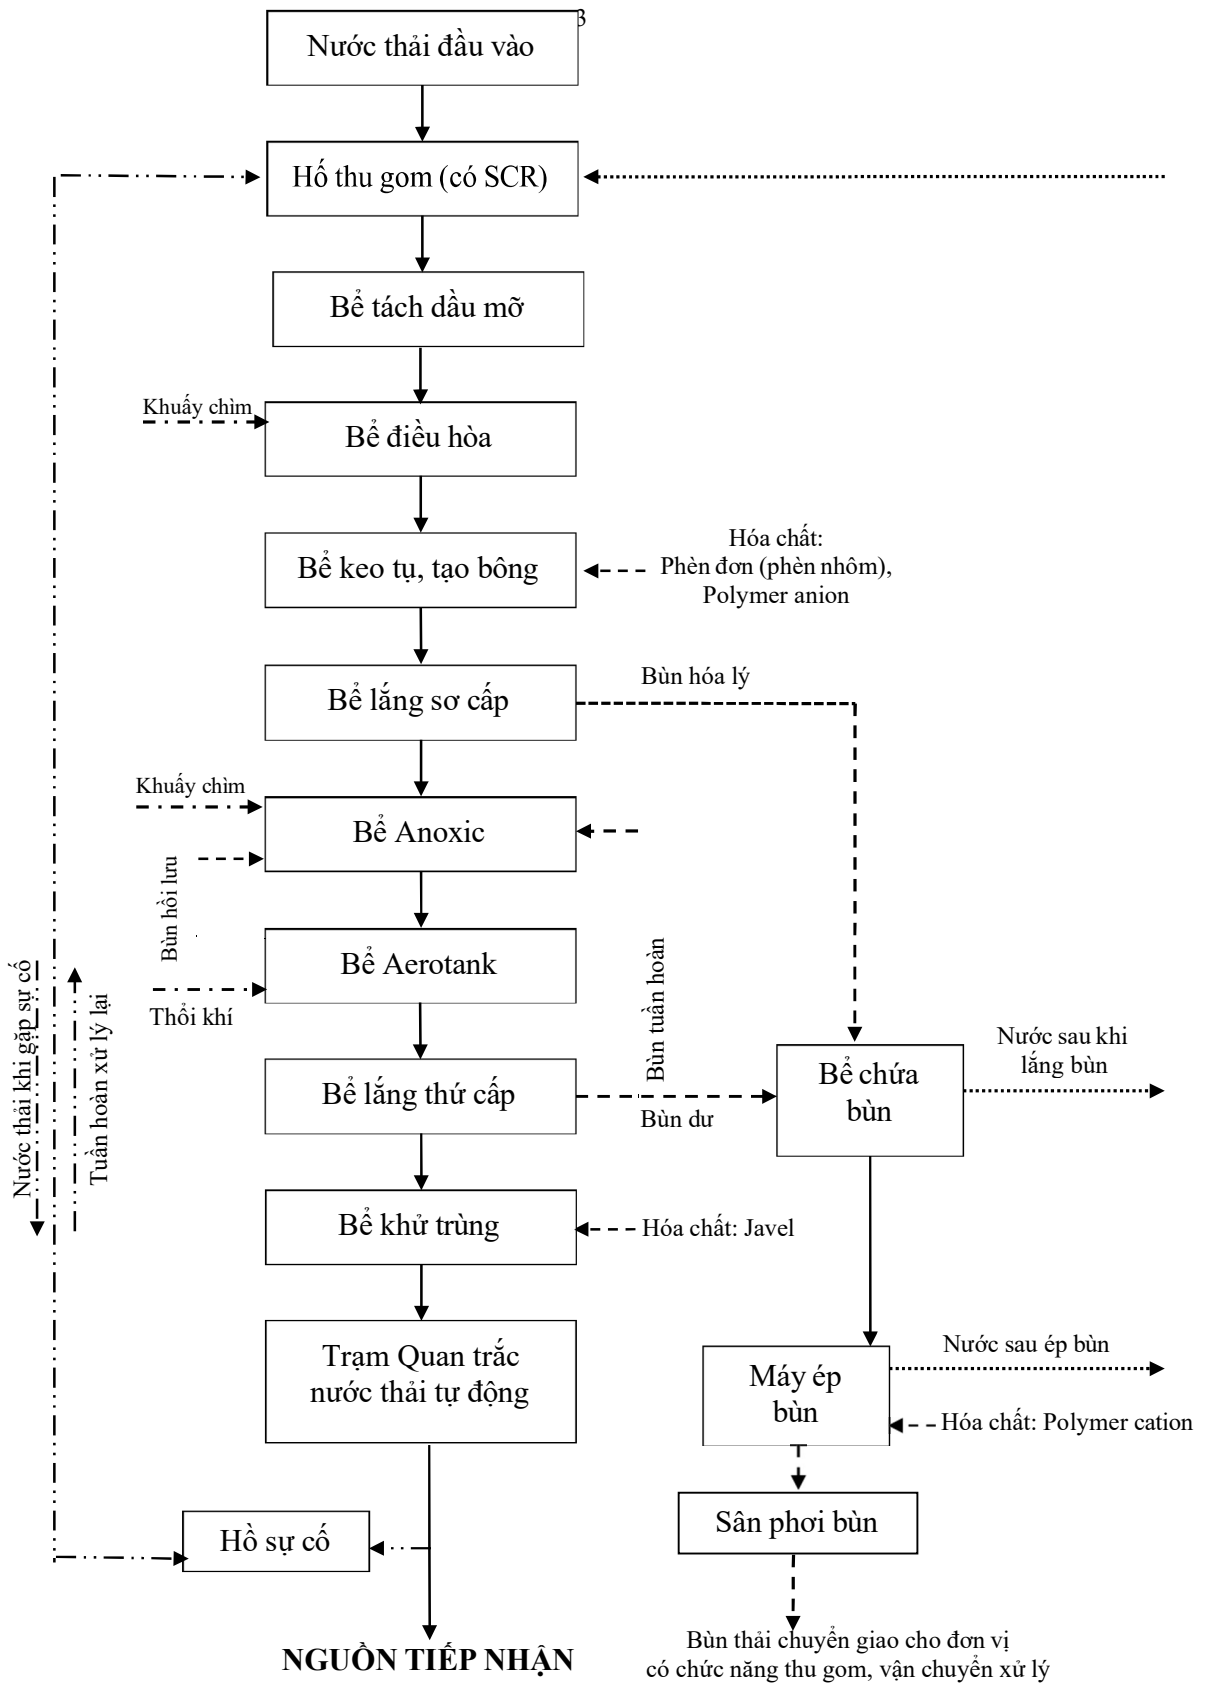 3
Nước thải đầu vào
Hố thu gom (có SCR)
Bể tách dầu mỡ
Khuấy chìm
Bể điều hòa
Hóa chất:
Phèn đơn (phèn nhôm),
Polymer anion
Bể keo tụ, tạo bông
Bể lắng sơ cấp
Bùn hóa lý
Khuấy chìm
Bể Anoxic
Bùn hồi lưu
Bể Aerotank
Thổi khí
Bùn tuần hoàn
Nước thải khi gặp sự cố
Tuần hoàn xử lý lại
Bể lắng thứ cấp
Bùn dư
Bể chứa
bùn
Nước sau khi
lắng bùn
Bể khử trùng
Hóa chất: Javel
Trạm Quan trắc
nước thải tự động
Máy ép
bùn
Nước sau ép bùn
Hóa chất: Polymer cation
Sân phơi bùn
Hồ sự cố
NGUỒN TIẾP NHẬN
Bùn thải chuyển giao cho đơn vị
có chức năng thu gom, vận chuyển xử lý